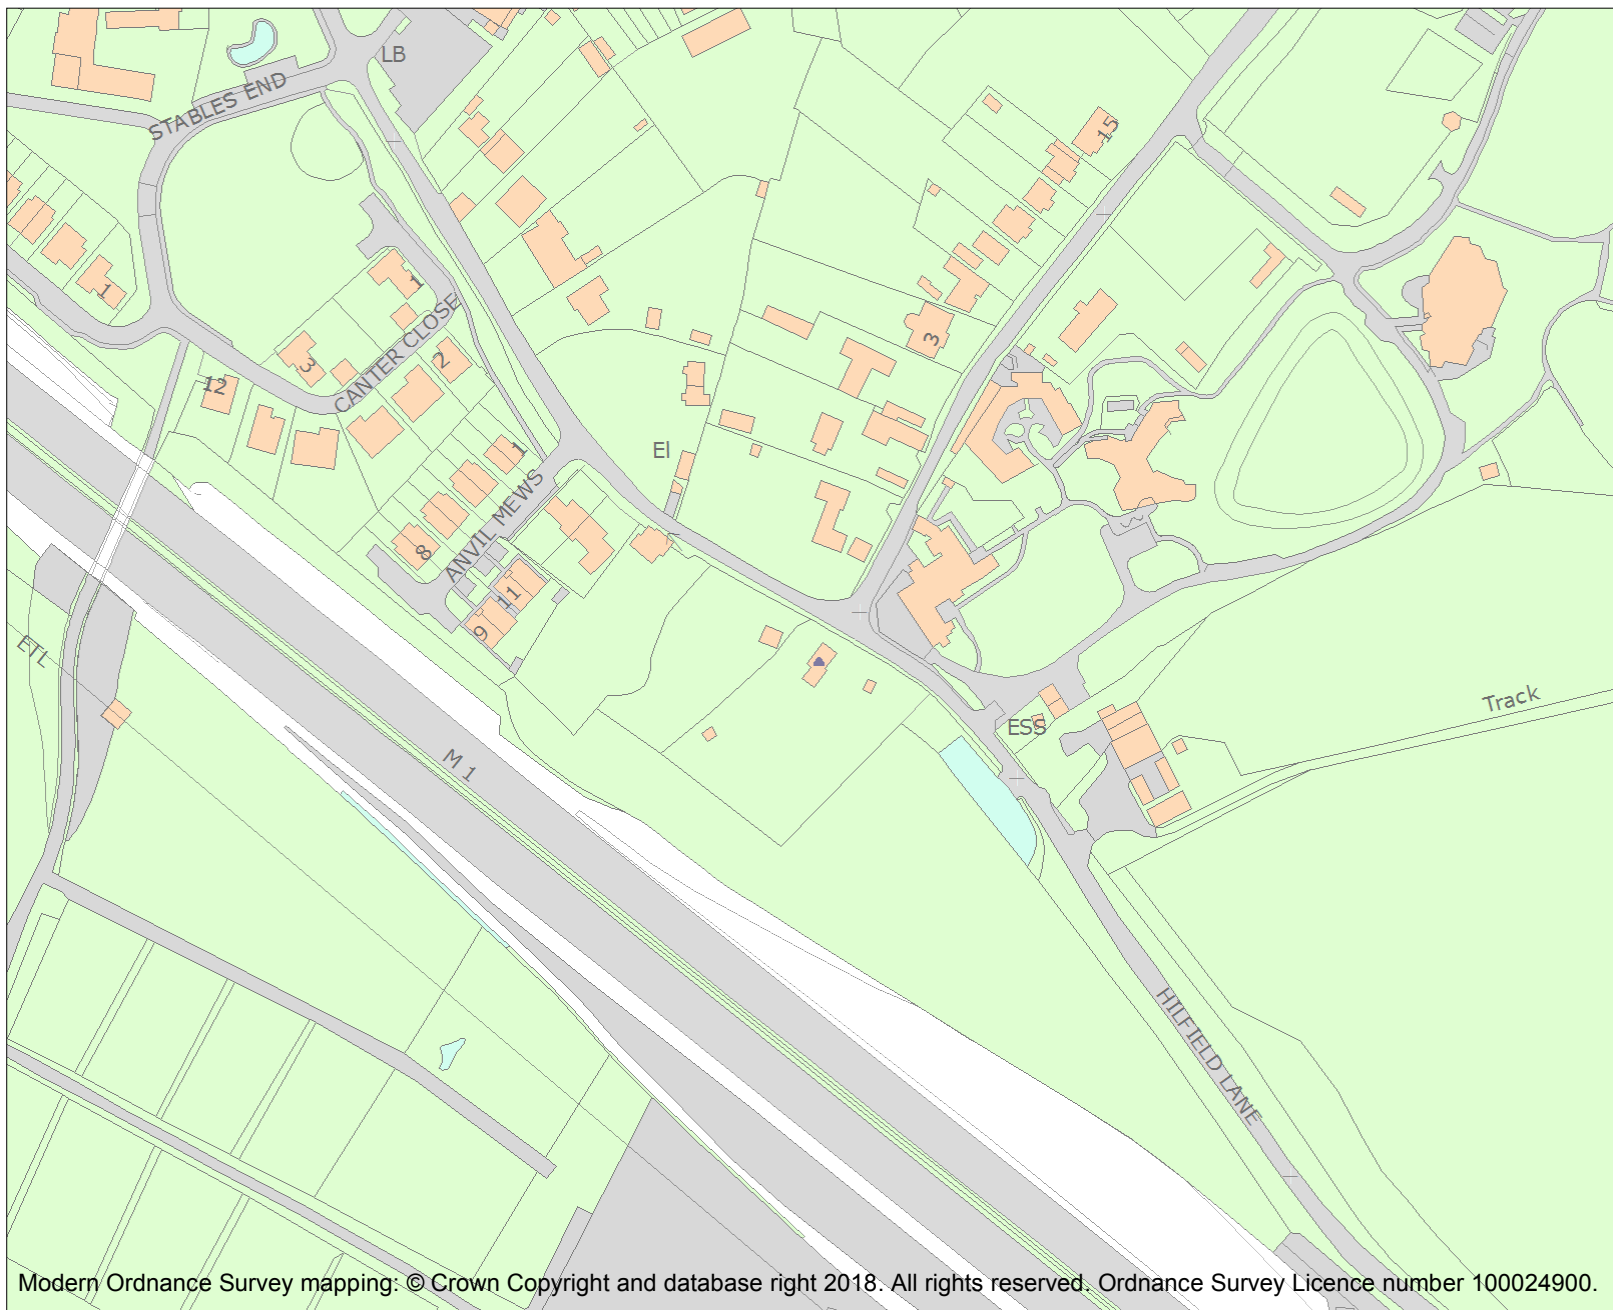 LB
STABLES END
15
1
1
3
3
CANTER CLOSE
2
12
El
1
ANVIL MEWS
8
11
9
ETL
Track
ESS
M 1
HILFIELD LANE
Modern Ordnance Survey mapping: © Crown Copyright and database right 2018. All rights reserved. Ordnance Survey Licence number 100024900.